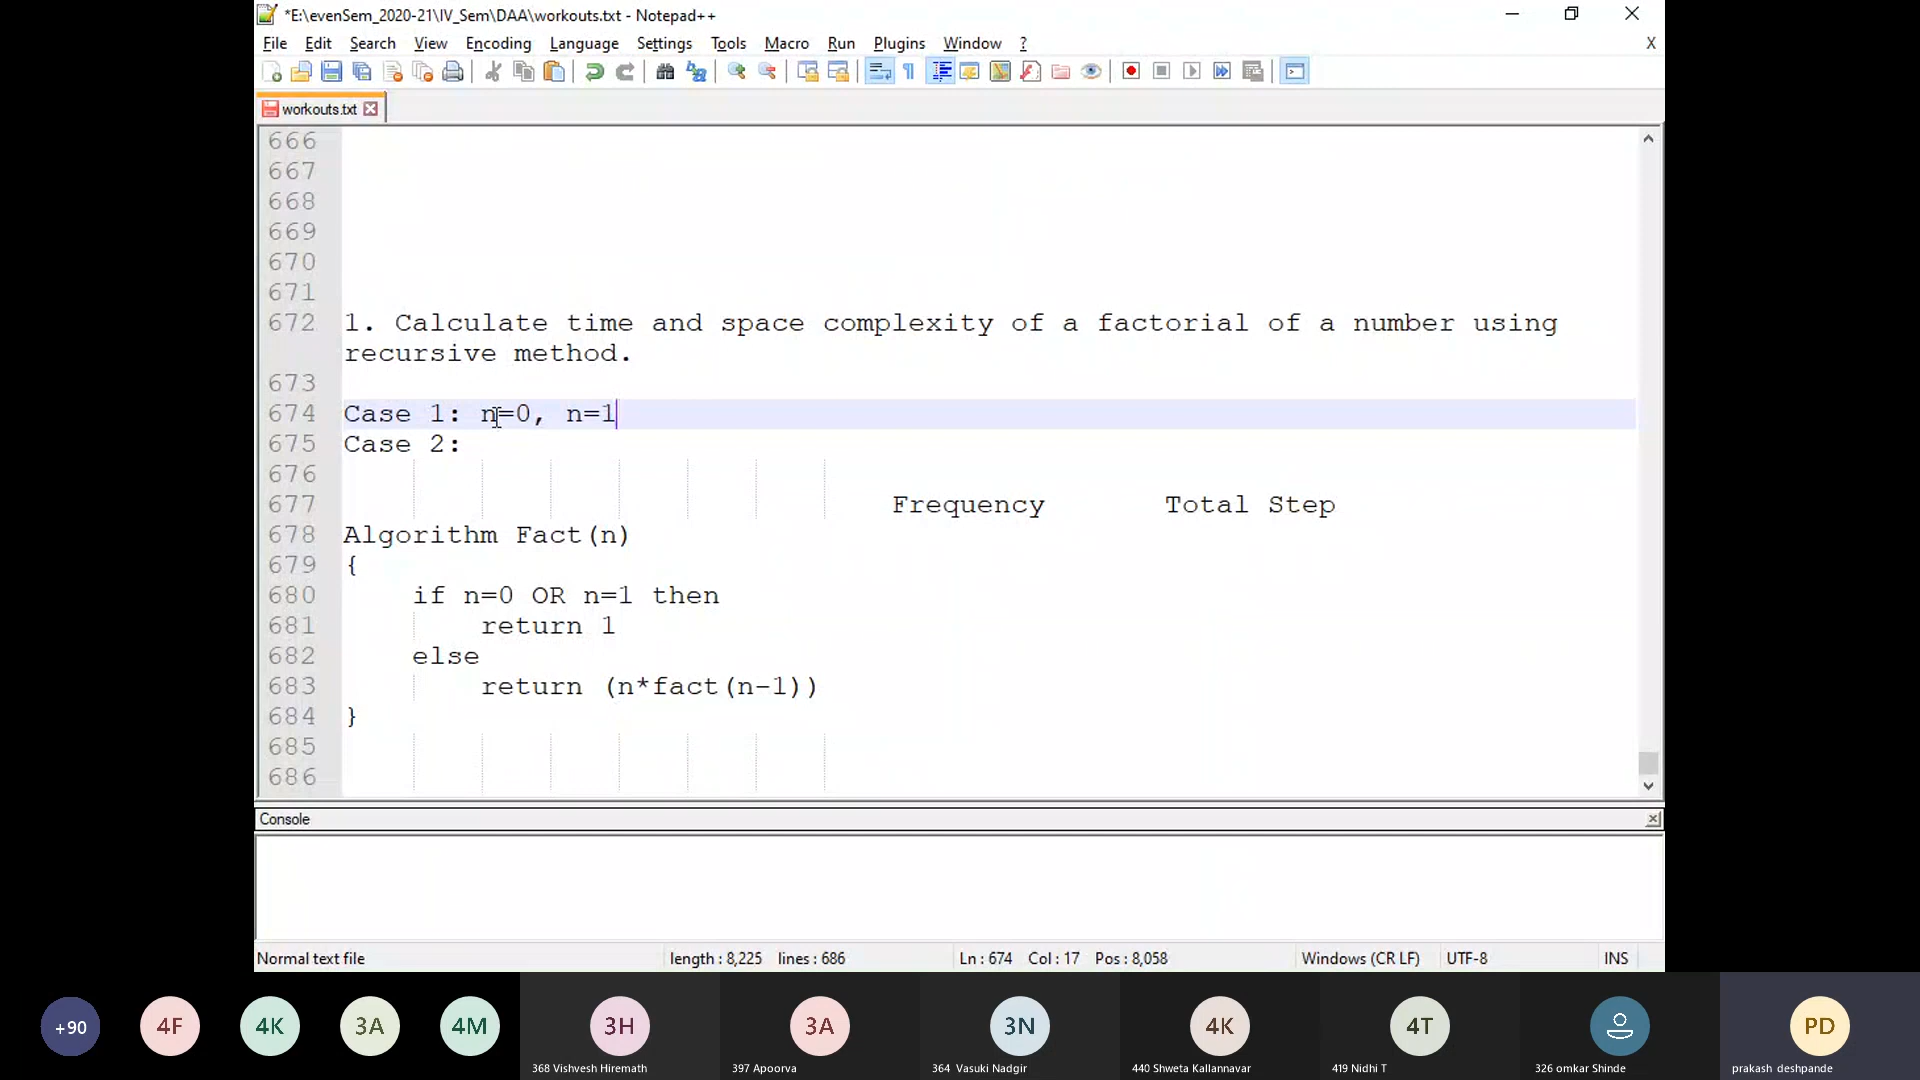 *E:\evenSem_2020-21\IV_Sem\DAA\workouts.txt - Notepad++
File Edit Search View Encoding Language Settings Tools Macro Run Plugins Window ? X
workouts.txt
666
667
668
669
670
671
672 1. Calculate time and space complexity of a factorial of a number using
recursive method.
673
674 Case 1: n=0, n=1
675 Case 2:
676
677 Frequency Total Step
678 Algorithm Fact(n)
679 {
680 if n=0 OR n=1 then
681 return 1
682 else
683 return (n*fact(n-1))
684 }
685
686
Console
Normal text file length : 8,225 lines : 686 Ln : 674 Col : 17 Pos : 8,058 Windows (CR LF) UTF-8 INS
+90 4F 4K 3A 4M 3H 3A 3N 4K 4T PD
368 Vishvesh Hiremath 397 Apoorva 364 Vasuki Nadgir 440 Shweta Kallannavar 419 Nidhi T 326 omkar Shinde prakash deshpande